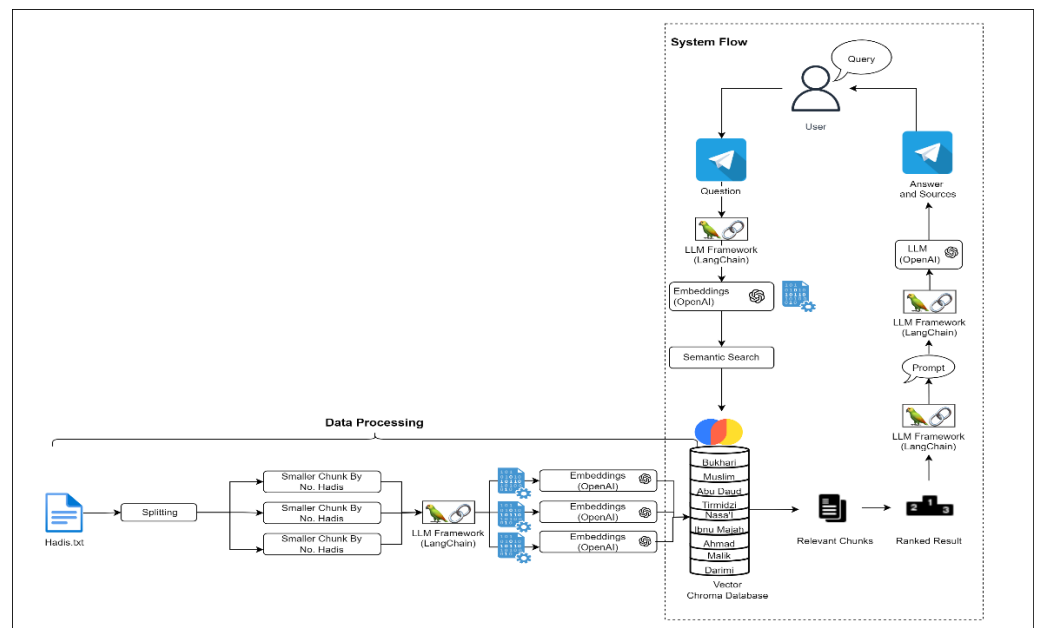 System Flow
Query
User
Question
Answer
and Sources
LLM Framework
(LangChain)
LLM
(OpenAI)
Embeddings
(OpenAI)
LLM Framework
(LangChain)
Semantic Search
Prompt
LLM Framework
(LangChain)
Data Processing
Hadis.txt
Splitting
Smaller Chunk By
No. Hadis
Smaller Chunk By
No. Hadis
Smaller Chunk By
No. Hadis
LLM Framework
(LangChain)
Embeddings
(OpenAI)
Embeddings
(OpenAI)
Embeddings
(OpenAI)
Bukhari
Muslim
Abu Daud
Tirmidzi
Nasa'I
Ibnu Majah
Ahmad
Malik
Darimi
Vector
Chroma Database
Relevant Chunks
2 1 3
Ranked Result